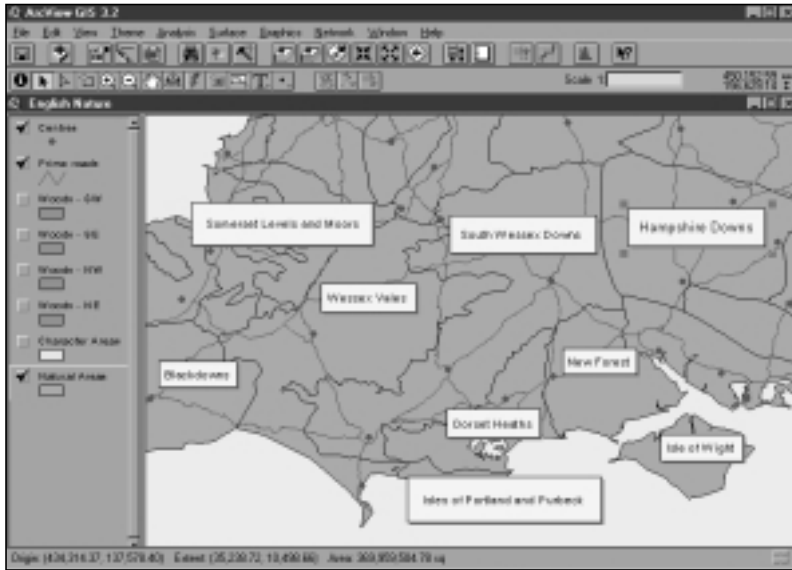 ArcView GIS 3.2
File Edit View Theme Analysis Surface Graphics Network Window Help
Scale 1:
English Nature
Centres
Prime roads
Woods - SW
Woods - SE
Woods - NW
Woods - NE
Character Areas
Natural Areas
Somerset Levels and Moors
South Wessex Downs
Hampshire Downs
Wessex Vales
Blackdowns
New Forest
Dorset Heaths
Isle of Wight
Isles of Portland and Purbeck
Origin: Extent: Area: